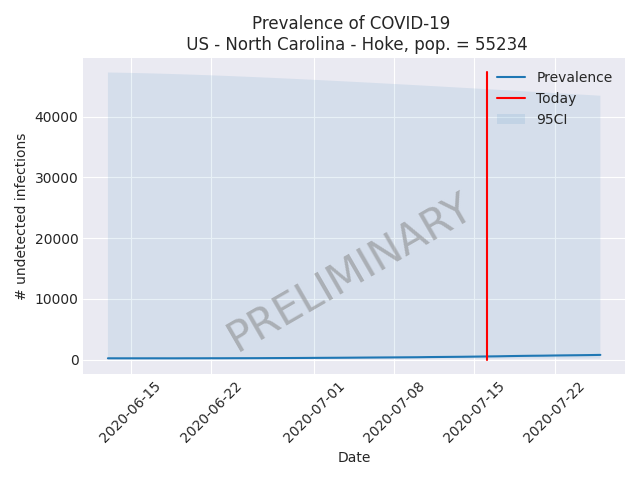 Prevalence of COVID-19
US - North Carolina - Hoke, pop. = 55234
Prevalence
Today
95CI
40000
30000
20000
10000
0
# undetected infections
PRELIMINARY
2020-06-15
2020-06-22
2020-07-01
2020-07-08
2020-07-15
2020-07-22
Date